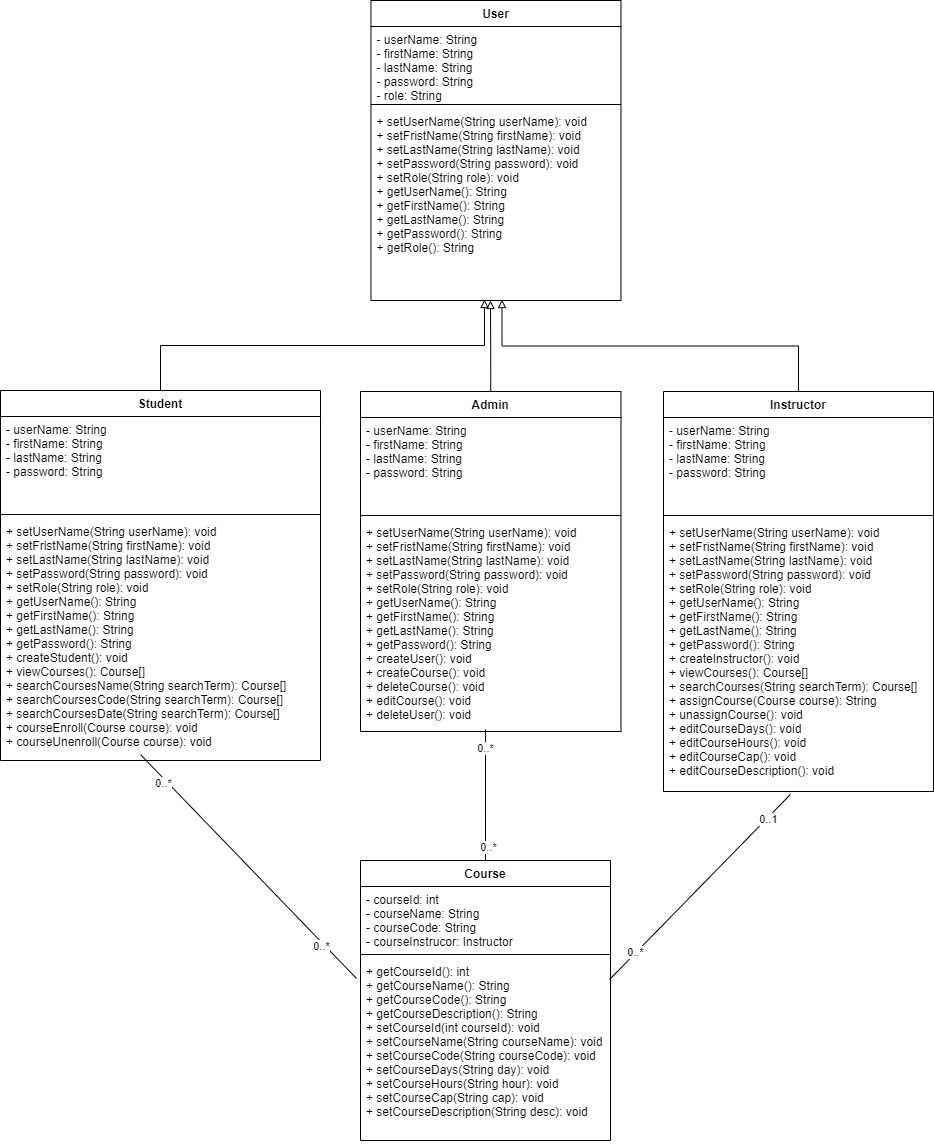 User
- userName: String
- firstName: String
- lastName: String
- password: String
- role: String
+ setUserName(String userName): void
+ setFristName(String firstName): void
+ setLastName(String lastName): void
+ setPassword(String password): void
+ setRole(String role): void
+ getUserName(): String
+ getFirstName(): String
+ getLastName(): String
+ getPassword(): String
+ getRole(): String
Student
- userName: String
- firstName: String
- lastName: String
- password: String
+ setUserName(String userName): void
+ setFristName(String firstName): void
+ setLastName(String lastName): void
+ setPassword(String password): void
+ setRole(String role): void
+ getUserName(): String
+ getFirstName(): String
+ getLastName(): String
+ getPassword(): String
+ createStudent(): void
+ viewCourses(): Course[]
+ searchCoursesName(String searchTerm): Course[]
+ searchCoursesCode(String searchTerm): Course[]
+ searchCoursesDate(String searchTerm): Course[]
+ courseEnroll(Course course): void
+ courseUnenroll(Course course): void
Admin
- userName: String
- firstName: String
- lastName: String
- password: String
+ setUserName(String userName): void
+ setFristName(String firstName): void
+ setLastName(String lastName): void
+ setPassword(String password): void
+ setRole(String role): void
+ getUserName(): String
+ getFirstName(): String
+ getLastName(): String
+ getPassword(): String
+ createUser(): void
+ createCourse(): void
+ deleteCourse(): void
+ editCourse(): void
+ deleteUser(): void
Instructor
- userName: String
- firstName: String
- lastName: String
- password: String
+ setUserName(String userName): void
+ setFristName(String firstName): void
+ setLastName(String lastName): void
+ setPassword(String password): void
+ setRole(String role): void
+ getUserName(): String
+ getFirstName(): String
+ getLastName(): String
+ getPassword(): String
+ createInstructor(): void
+ viewCourses(): Course[]
+ searchCourses(String searchTerm): Course[]
+ assignCourse(Course course): String
+ unassignCourse(): void
+ editCourseDays(): void
+ editCourseHours(): void
+ editCourseCap(): void
+ editCourseDescription(): void
0..*
0..*
0..1
0..*
0..*
0..*
Course
- courseId: int
- courseName: String
- courseCode: String
- courseInstrucor: Instructor
+ getCourseId(): int
+ getCourseName(): String
+ getCourseCode(): String
+ getCourseDescription(): String
+ setCourseId(int courseId): void
+ setCourseName(String courseName): void
+ setCourseCode(String courseCode): void
+ setCourseDays(String day): void
+ setCourseHours(String hour): void
+ setCourseCap(String cap): void
+ setCourseDescription(String desc): void